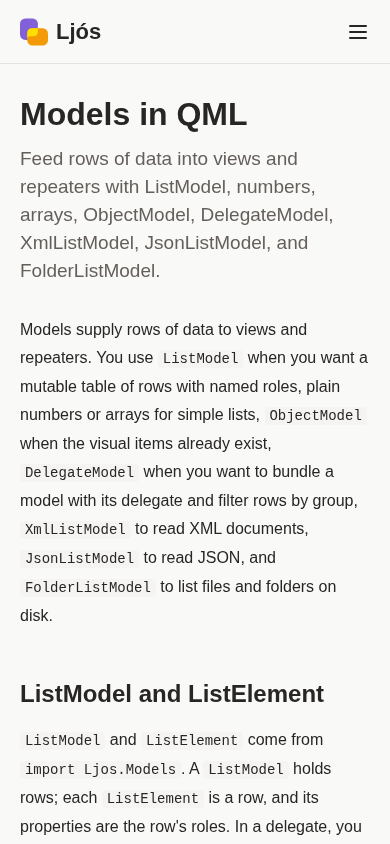 Ljós
Models in QML
Feed rows of data into views and
repeaters with ListModel, numbers,
arrays, ObjectModel, DelegateModel,
XmlListModel, JsonListModel, and
FolderListModel.
Models supply rows of data to views and
repeaters. You use ListModel when you want a
mutable table of rows with named roles, plain
numbers or arrays for simple lists, ObjectModel
when the visual items already exist,
DelegateModel when you want to bundle a
model with its delegate and filter rows by group,
XmlListModel to read XML documents,
JsonListModel to read JSON, and
FolderListModel to list files and folders on
disk.
ListModel and ListElement
ListModel and ListElement come from
import Ljos.Models. A ListModel holds
rows; each ListElement is a row, and its
properties are the row's roles. In a delegate, you